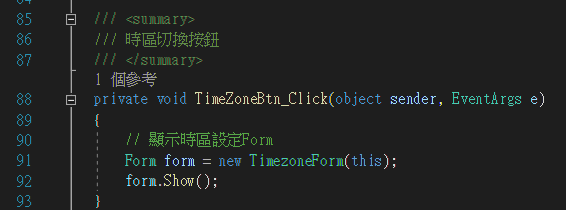 85 /// <summary>
86 /// 時區切換按鈕
87 /// </summary>
1 個參考
88 private void TimeZoneBtn_Click(object sender, EventArgs e)
89 {
90 // 顯示時區設定Form
91 Form form = new TimezoneForm(this);
92 form.Show();
93 }